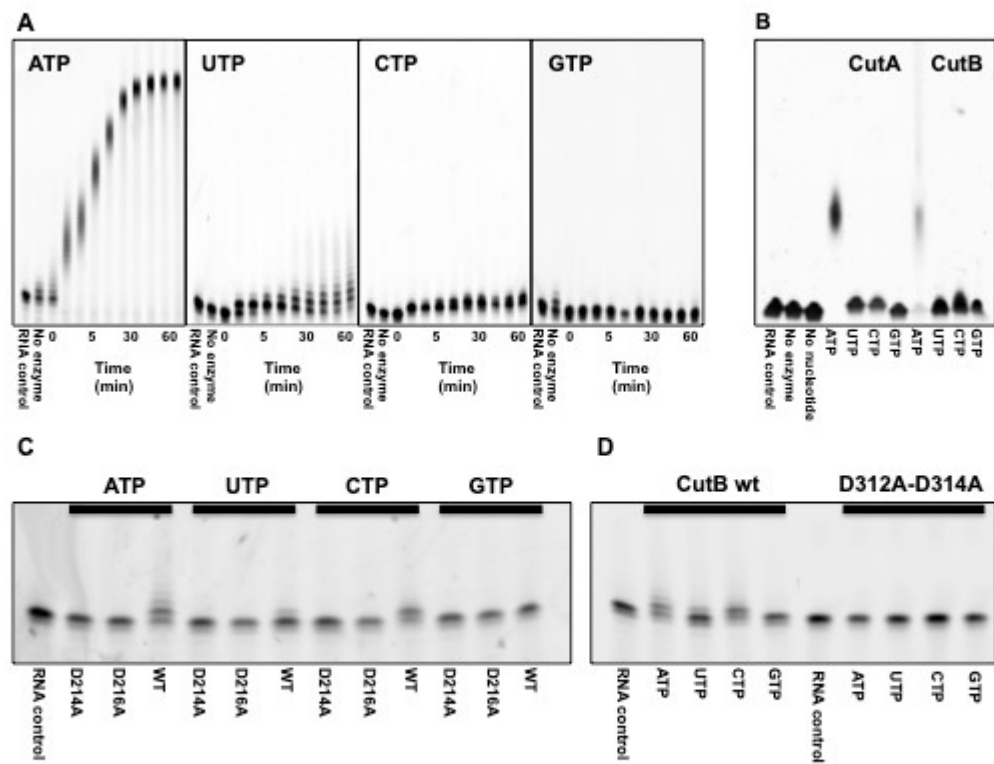 A
B
ATP UTP CTP GTP
CutA CutB
RNA control No enzyme 0 5 30 60 RNA control No enzyme 0 5 30 60 RNA control No enzyme 0 5 30 60 RNA control No enzyme 0 5 30 60
Time (min) Time (min) Time (min) Time (min)
RNA control No enzyme No nucleotide ATP UTP CTP GTP ATP UTP CTP GTP
C
ATP UTP CTP GTP
RNA control D214A D216A WT D214A D216A WT D214A D216A WT D214A D216A WT
D
CutB wt D312A-D314A
RNA control ATP UTP CTP GTP RNA control ATP UTP CTP GTP